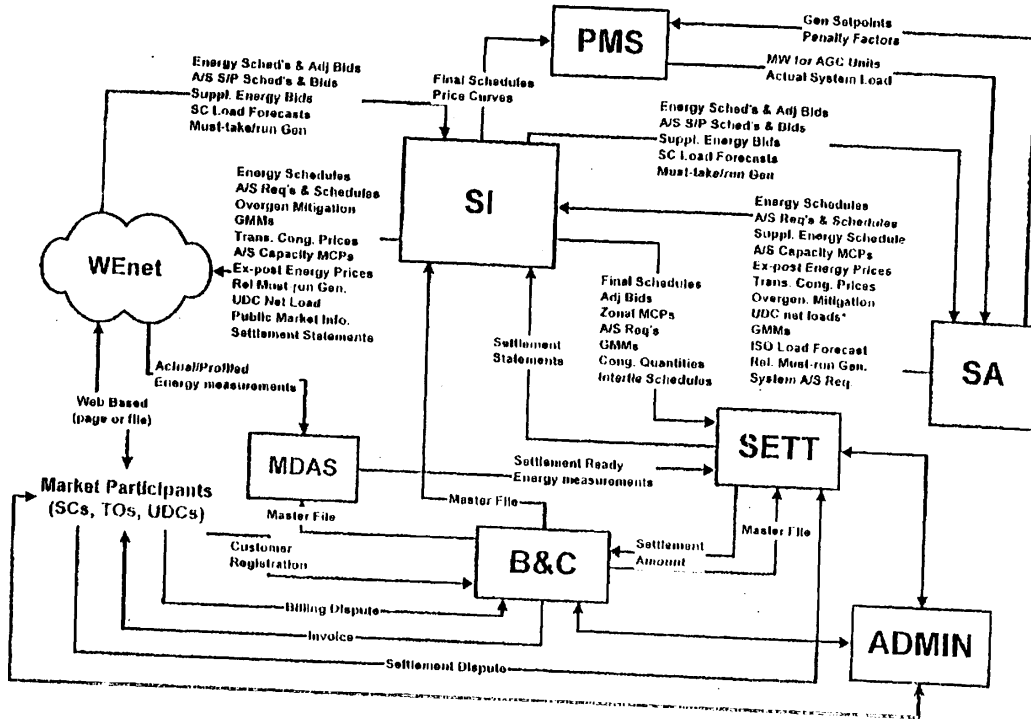 PMS
Gen Setpoints
Penalty Factors
MW for AGC Units
Actual System Load
Energy Sched's & Adj Bids
A/S S/P Sched's & Bids
Suppl. Energy Bids
SC Load Forecasts
Must-take/run Gen
Final Schedules
Price Curves
Energy Sched's & Adj Bids
A/S S/P Sched's & Bids
Suppl. Energy Bids
SC Load Forecasts
Must-take/run Gen
SI
Energy Schedules
A/S Req's & Schedules
Overgen Mitigation
GMMs
Trans. Cong. Prices
A/S Capacity MCPs
Ex-post Energy Prices
Rel Must-run Gen.
UDC Net Load
Public Market Info.
Settlement Statements
WEnet
Energy Schedules
A/S Req's & Schedules
Suppl. Energy Schedule
A/S Capacity MCPs
Ex-post Energy Prices
Trans. Cong. Prices
Overgen. Mitigation
UDC net loads*
GMMs
ISO Load Forecast
Rel. Must-run Gen.
System A/S Req.
SA
Final Schedules
Adj Bids
Zonal MCPs
A/S Req's
GMMs
Cong. Quantities
Intertie Schedules
Settlement
Statements
Actual/Profiled
Energy measurements
Web Based
(page or file)
MDAS
Settlement Ready
Energy measurements
SETT
Market Participants
(SCs, TOs, UDCs)
Master File
Master File
Master File
Customer
Registration
B&C
Settlement
Amount
Billing Dispute
Invoice
Settlement Dispute
ADMIN